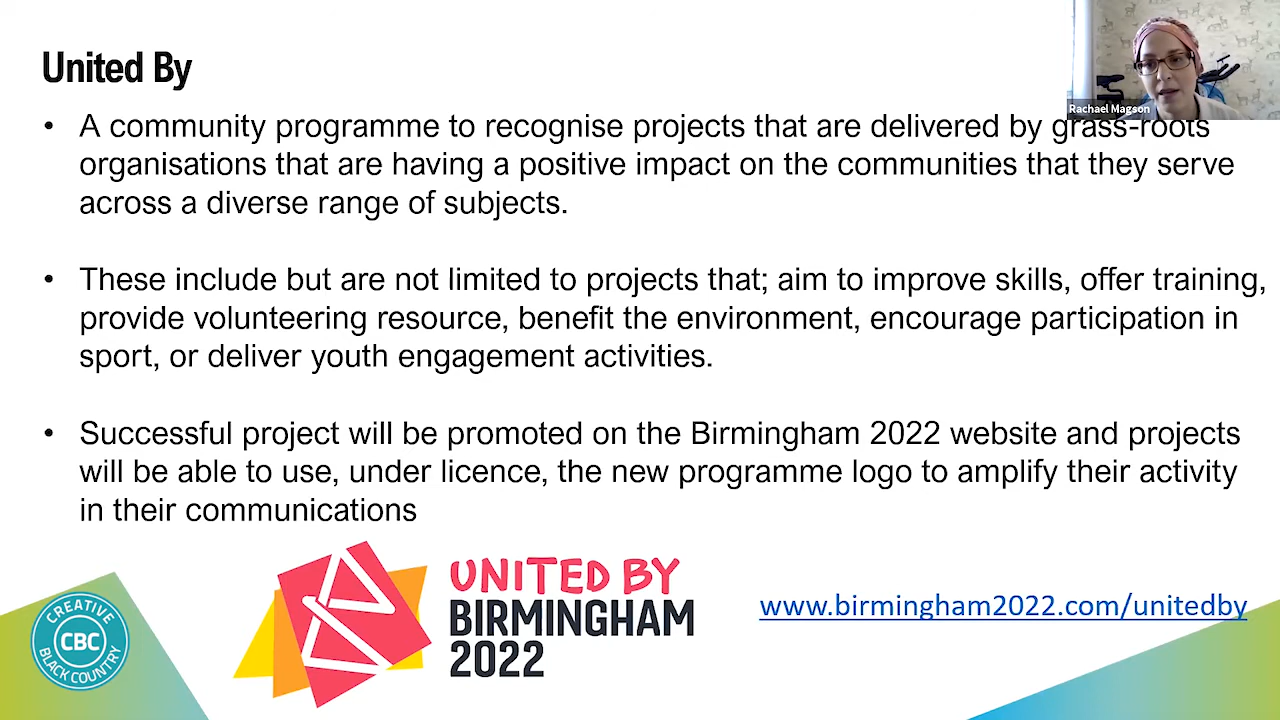 United By
Rachael Magson
• A community programme to recognise projects that are delivered by grass-roots
organisations that are having a positive impact on the communities that they serve
across a diverse range of subjects.
• These include but are not limited to projects that; aim to improve skills, offer training,
provide volunteering resource, benefit the environment, encourage participation in
sport, or deliver youth engagement activities.
• Successful project will be promoted on the Birmingham 2022 website and projects
will be able to use, under licence, the new programme logo to amplify their activity
in their communications
CREATIVE
CBC
BLACK COUNTRY
UNITED BY
BIRMINGHAM
2022
www.birmingham2022.com/unitedby